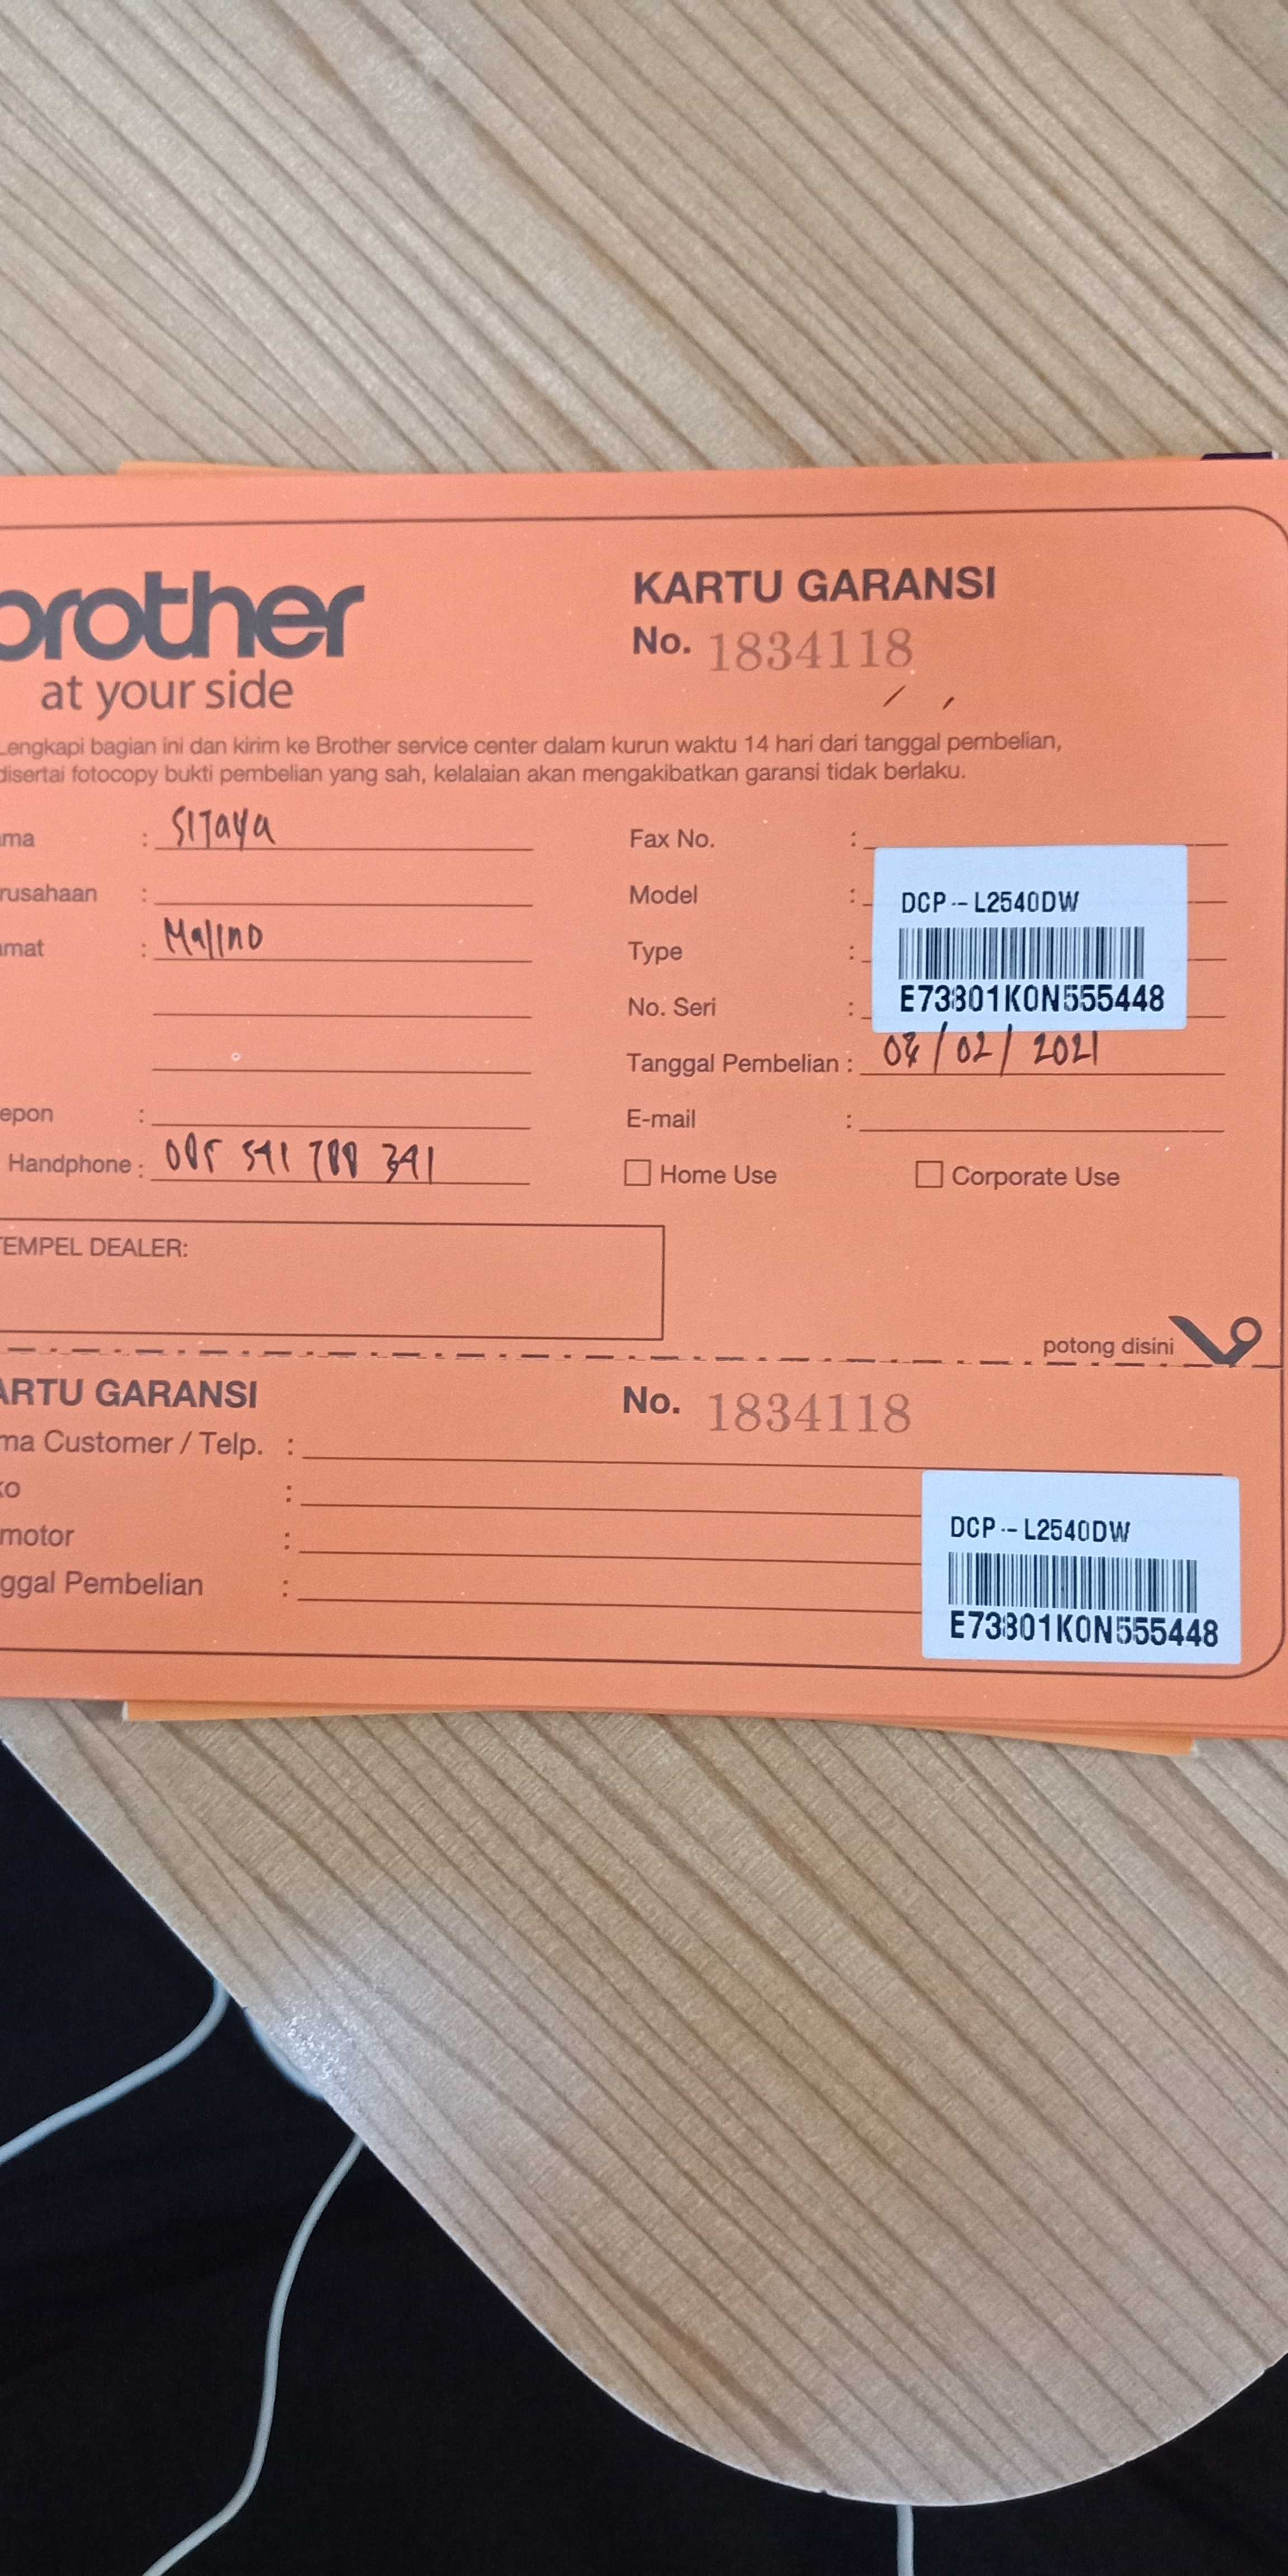 brother
at your side
KARTU GARANSI
No. 1834118
Lengkapi bagian ini dan kirim ke Brother service center dalam kurun waktu 14 hari dari tanggal pembelian,
disertai fotocopy bukti pembelian yang sah, kelalaian akan mengakibatkan garansi tidak berlaku.
ama : SIJAYA
rusahaan :
amat : Malino
epon :
Handphone : 085 541 788 341
Fax No. :
Model :
Type :
No. Seri :
DCP-L2540DW
E73801K0N555448
Tanggal Pembelian : /02/2021
E-mail :
Home Use
Corporate Use
TEMPEL DEALER:
potong disini
ARTU GARANSI
No. 1834118
ma Customer / Telp. :
ko :
motor :
ggal Pembelian :
DCP-L2540DW
E73801K0N555448